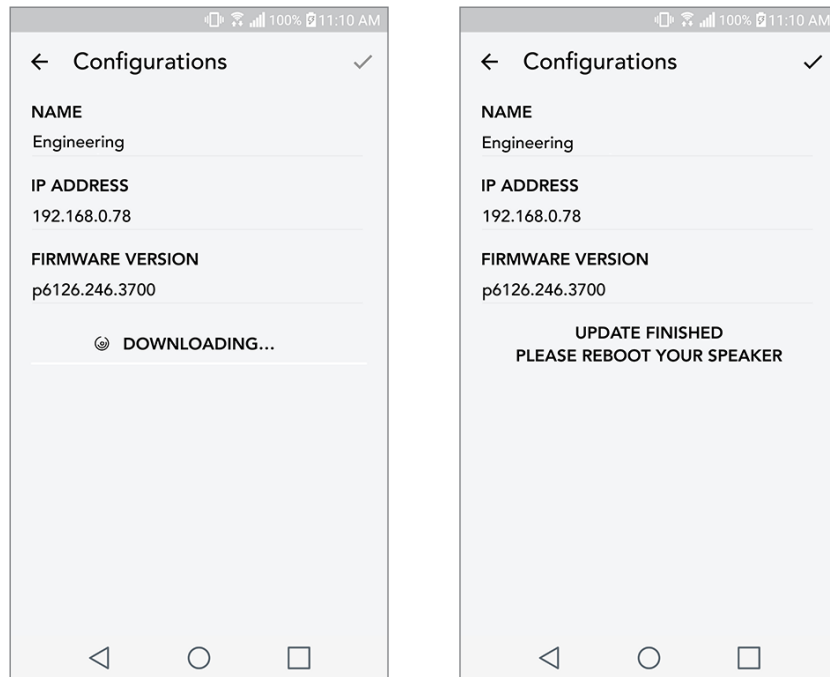 100% 11:10 AM
Configurations
NAME
Engineering
IP ADDRESS
192.168.0.78
FIRMWARE VERSION
p6126.246.3700
DOWNLOADING...
100% 11:10 AM
Configurations
NAME
Engineering
IP ADDRESS
192.168.0.78
FIRMWARE VERSION
p6126.246.3700
UPDATE FINISHED
PLEASE REBOOT YOUR SPEAKER